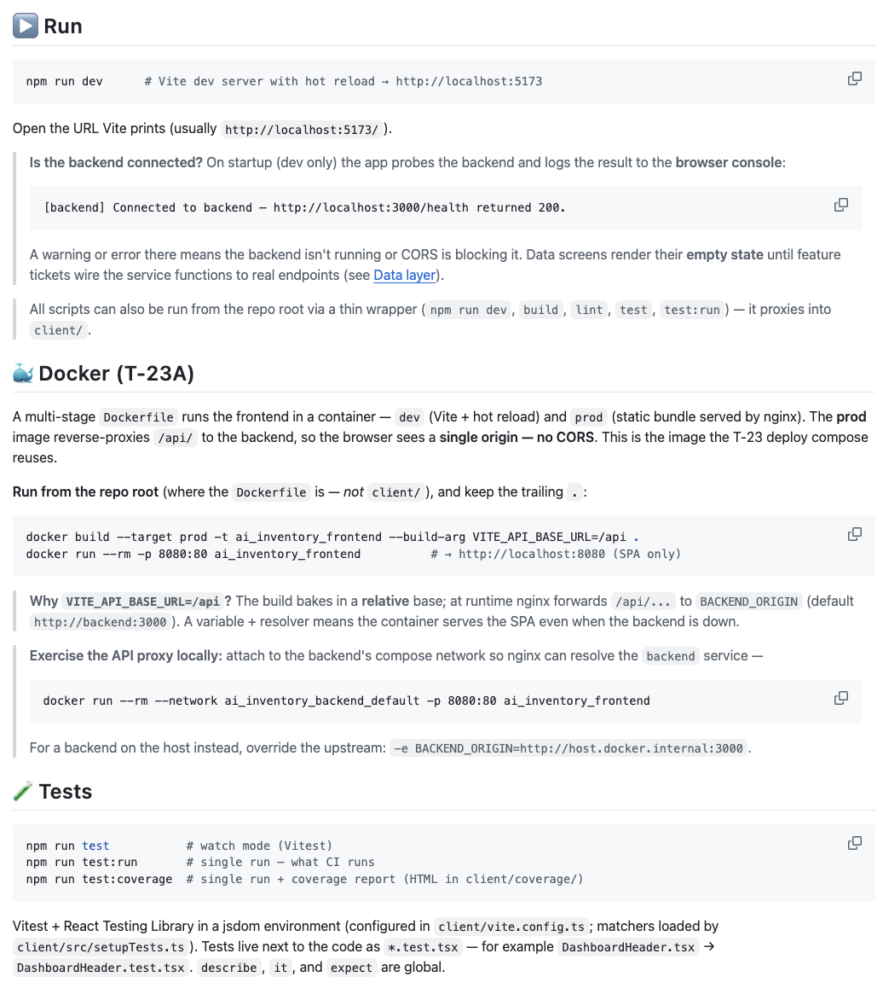 ▶️ Run
npm run dev      # Vite dev server with hot reload → http://localhost:5173
Open the URL Vite prints (usually http://localhost:5173/ ).
Is the backend connected? On startup (dev only) the app probes the backend and logs the result to the browser console:
[backend] Connected to backend — http://localhost:3000/health returned 200.
A warning or error there means the backend isn't running or CORS is blocking it. Data screens render their empty state until feature
tickets wire the service functions to real endpoints (see Data layer).
All scripts can also be run from the repo root via a thin wrapper ( npm run dev , build , lint , test , test:run ) — it proxies into
client/ .
🐳 Docker (T-23A)
A multi-stage Dockerfile runs the frontend in a container — dev (Vite + hot reload) and prod (static bundle served by nginx). The prod
image reverse-proxies /api/ to the backend, so the browser sees a single origin — no CORS. This is the image the T-23 deploy compose
reuses.
Run from the repo root (where the Dockerfile is — not client/ ), and keep the trailing . :
docker build --target prod -t ai_inventory_frontend --build-arg VITE_API_BASE_URL=/api .
docker run --rm -p 8080:80 ai_inventory_frontend          # → http://localhost:8080 (SPA only)
Why VITE_API_BASE_URL=/api ? The build bakes in a relative base; at runtime nginx forwards /api/... to BACKEND_ORIGIN (default
http://backend:3000 ). A variable + resolver means the container serves the SPA even when the backend is down.
Exercise the API proxy locally: attach to the backend's compose network so nginx can resolve the backend service —
docker run --rm --network ai_inventory_backend_default -p 8080:80 ai_inventory_frontend
For a backend on the host instead, override the upstream: -e BACKEND_ORIGIN=http://host.docker.internal:3000 .
🧪 Tests
npm run test           # watch mode (Vitest)
npm run test:run       # single run — what CI runs
npm run test:coverage  # single run + coverage report (HTML in client/coverage/)
Vitest + React Testing Library in a jsdom environment (configured in client/vite.config.ts ; matchers loaded by
client/src/setupTests.ts ). Tests live next to the code as *.test.tsx — for example DashboardHeader.tsx →
DashboardHeader.test.tsx . describe , it , and expect are global.